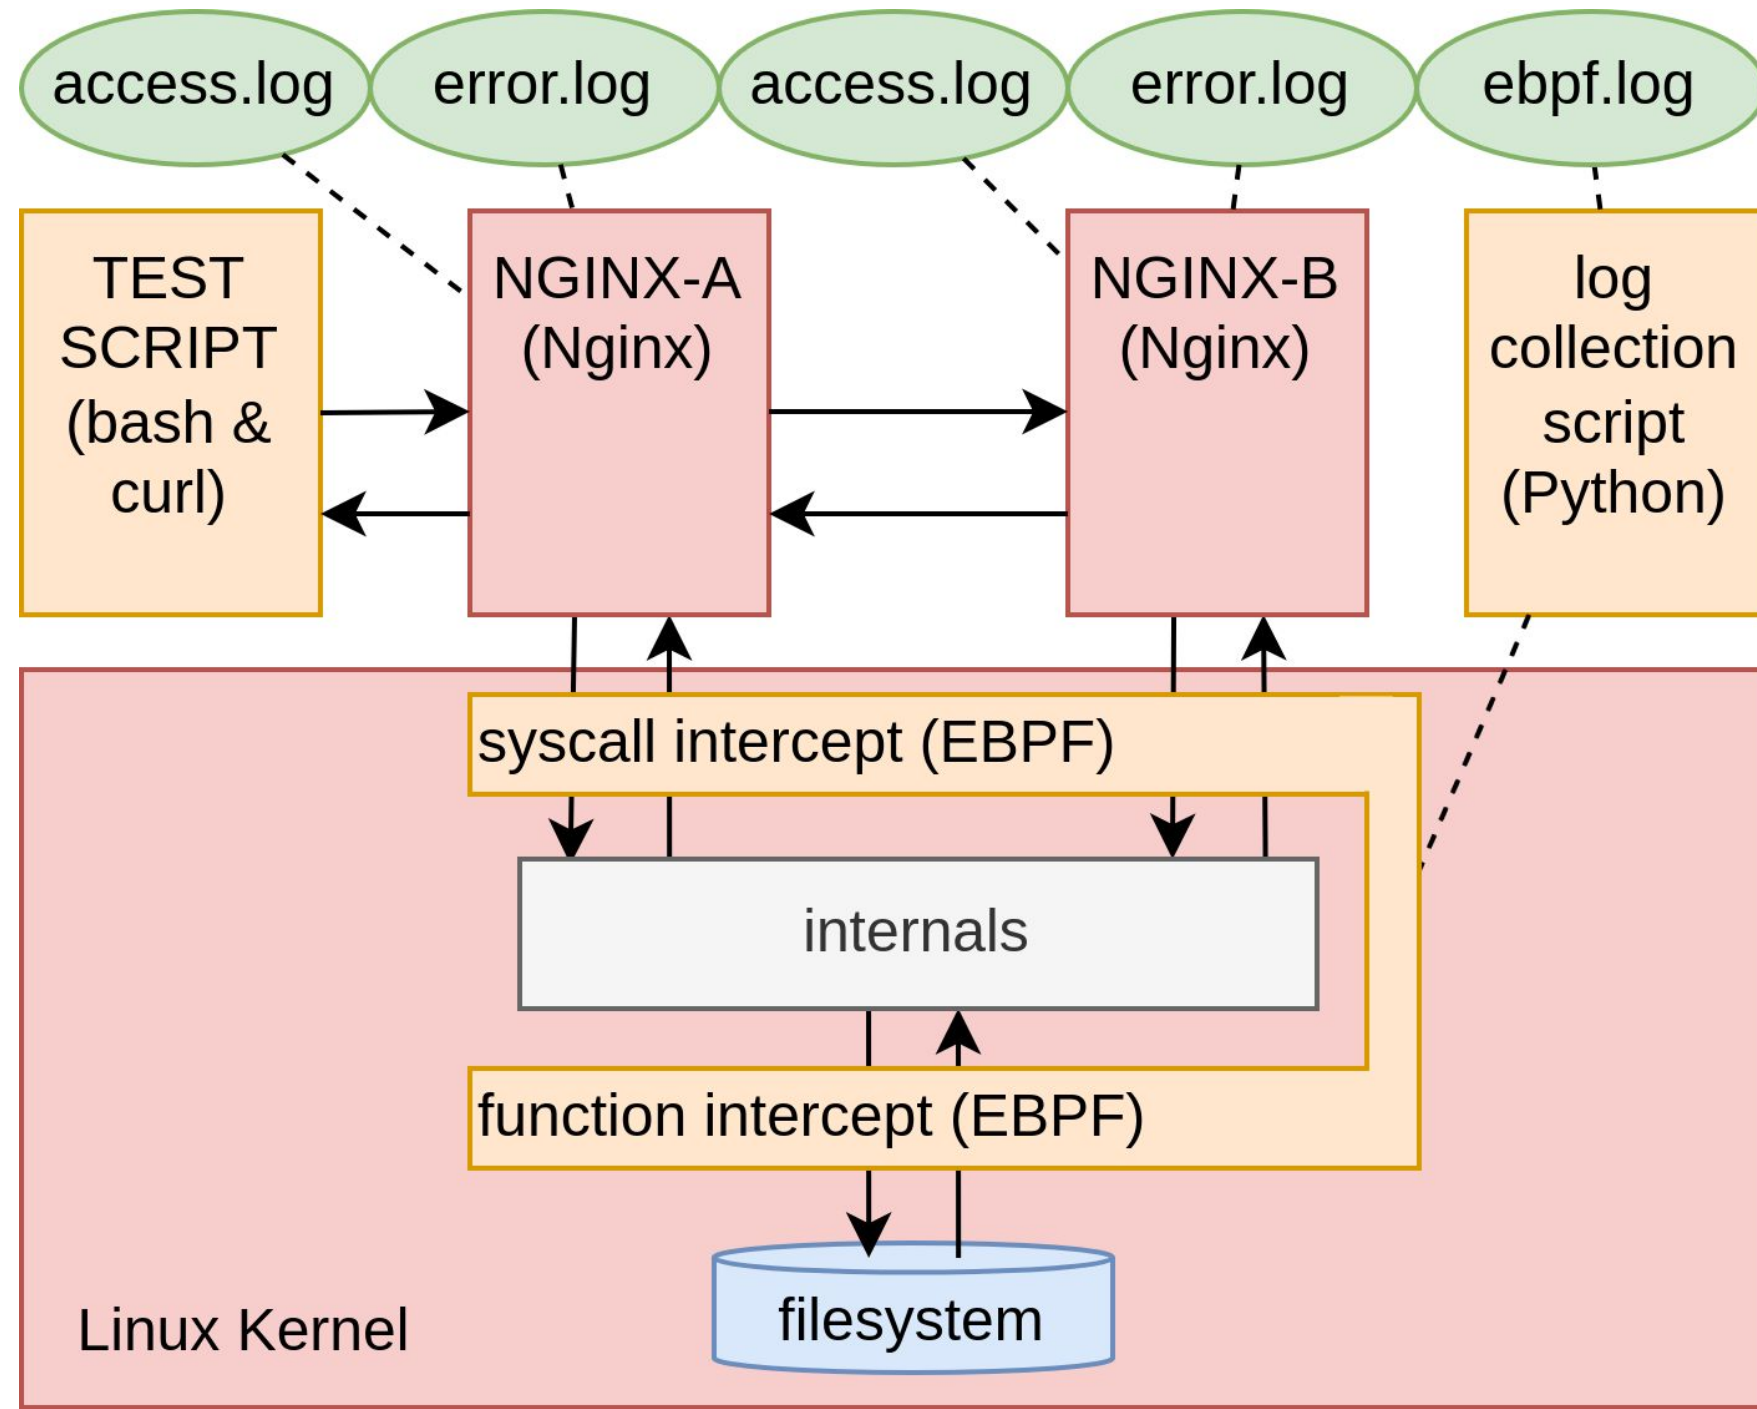 access.log
error.log
access.log
error.log
ebpf.log
TEST
SCRIPT
(bash &
curl)
NGINX-A
(Nginx)
NGINX-B
(Nginx)
log
collection
script
(Python)
syscall intercept (EBPF)
internals
function intercept (EBPF)
filesystem
Linux Kernel